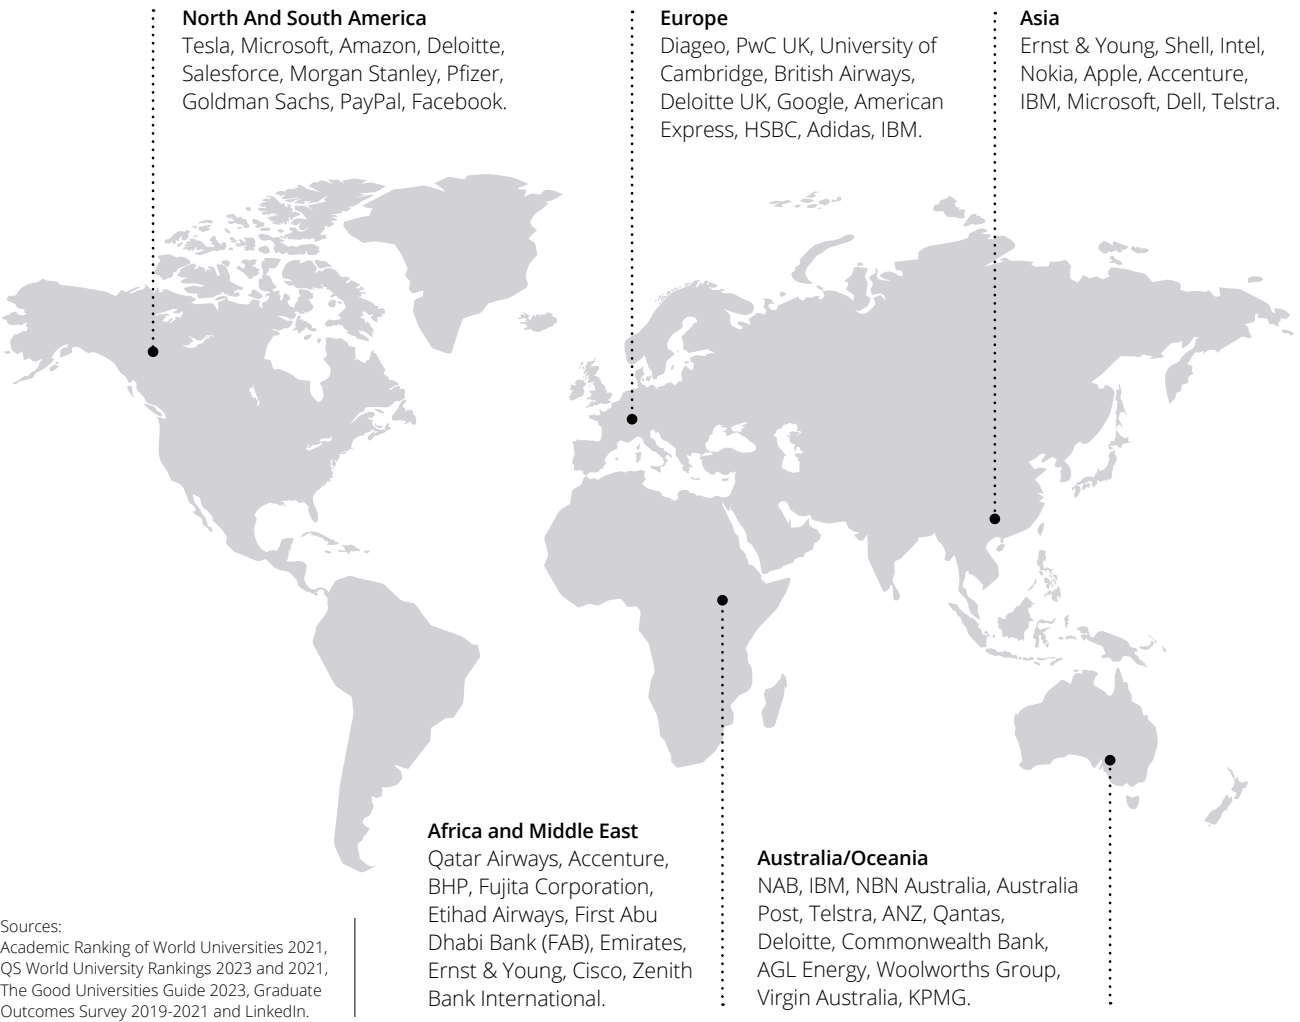 North And South America
Tesla, Microsoft, Amazon, Deloitte,
Salesforce, Morgan Stanley, Pfizer,
Goldman Sachs, PayPal, Facebook.
Europe
Diageo, PwC UK, University of
Cambridge, British Airways,
Deloitte UK, Google, American
Express, HSBC, Adidas, IBM.
Asia
Ernst & Young, Shell, Intel,
Nokia, Apple, Accenture,
IBM, Microsoft, Dell, Telstra.
Africa and Middle East
Qatar Airways, Accenture,
BHP, Fujita Corporation,
Etihad Airways, First Abu
Dhabi Bank (FAB), Emirates,
Ernst & Young, Cisco, Zenith
Bank International.
Australia/Oceania
NAB, IBM, NBN Australia, Australia
Post, Telstra, ANZ, Qantas,
Deloitte, Commonwealth Bank,
AGL Energy, Woolworths Group,
Virgin Australia, KPMG.
Sources:
Academic Ranking of World Universities 2021,
QS World University Rankings 2023 and 2021,
The Good Universities Guide 2023, Graduate
Outcomes Survey 2019-2021 and LinkedIn.